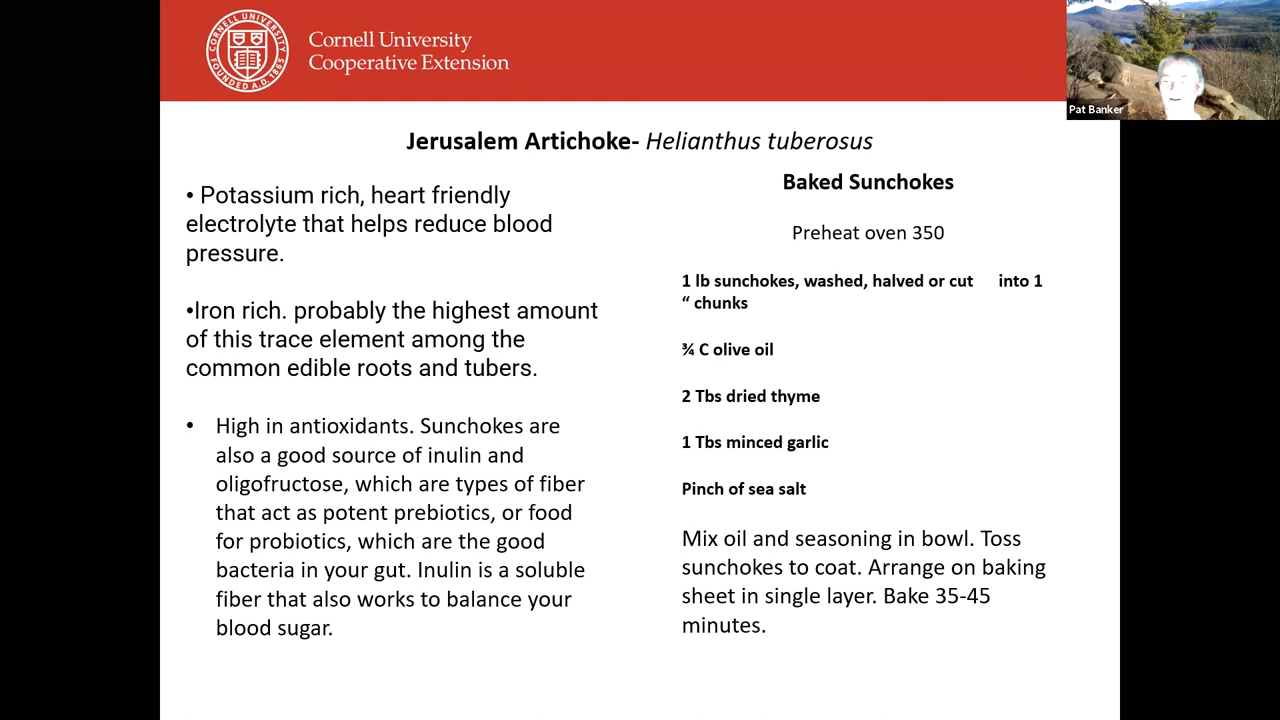 CORNELL UNIVERSITY
FOUNDED A.D. 1865
Cornell University
Cooperative Extension
Pat Banker
Jerusalem Artichoke- Helianthus tuberosus
• Potassium rich, heart friendly
electrolyte that helps reduce blood
pressure.
•Iron rich. probably the highest amount
of this trace element among the
common edible roots and tubers.
• High in antioxidants. Sunchokes are
also a good source of inulin and
oligofructose, which are types of fiber
that act as potent prebiotics, or food
for probiotics, which are the good
bacteria in your gut. Inulin is a soluble
fiber that also works to balance your
blood sugar.
Baked Sunchokes
Preheat oven 350
1 lb sunchokes, washed, halved or cut into 1
“ chunks
¾ C olive oil
2 Tbs dried thyme
1 Tbs minced garlic
Pinch of sea salt
Mix oil and seasoning in bowl. Toss
sunchokes to coat. Arrange on baking
sheet in single layer. Bake 35-45
minutes.